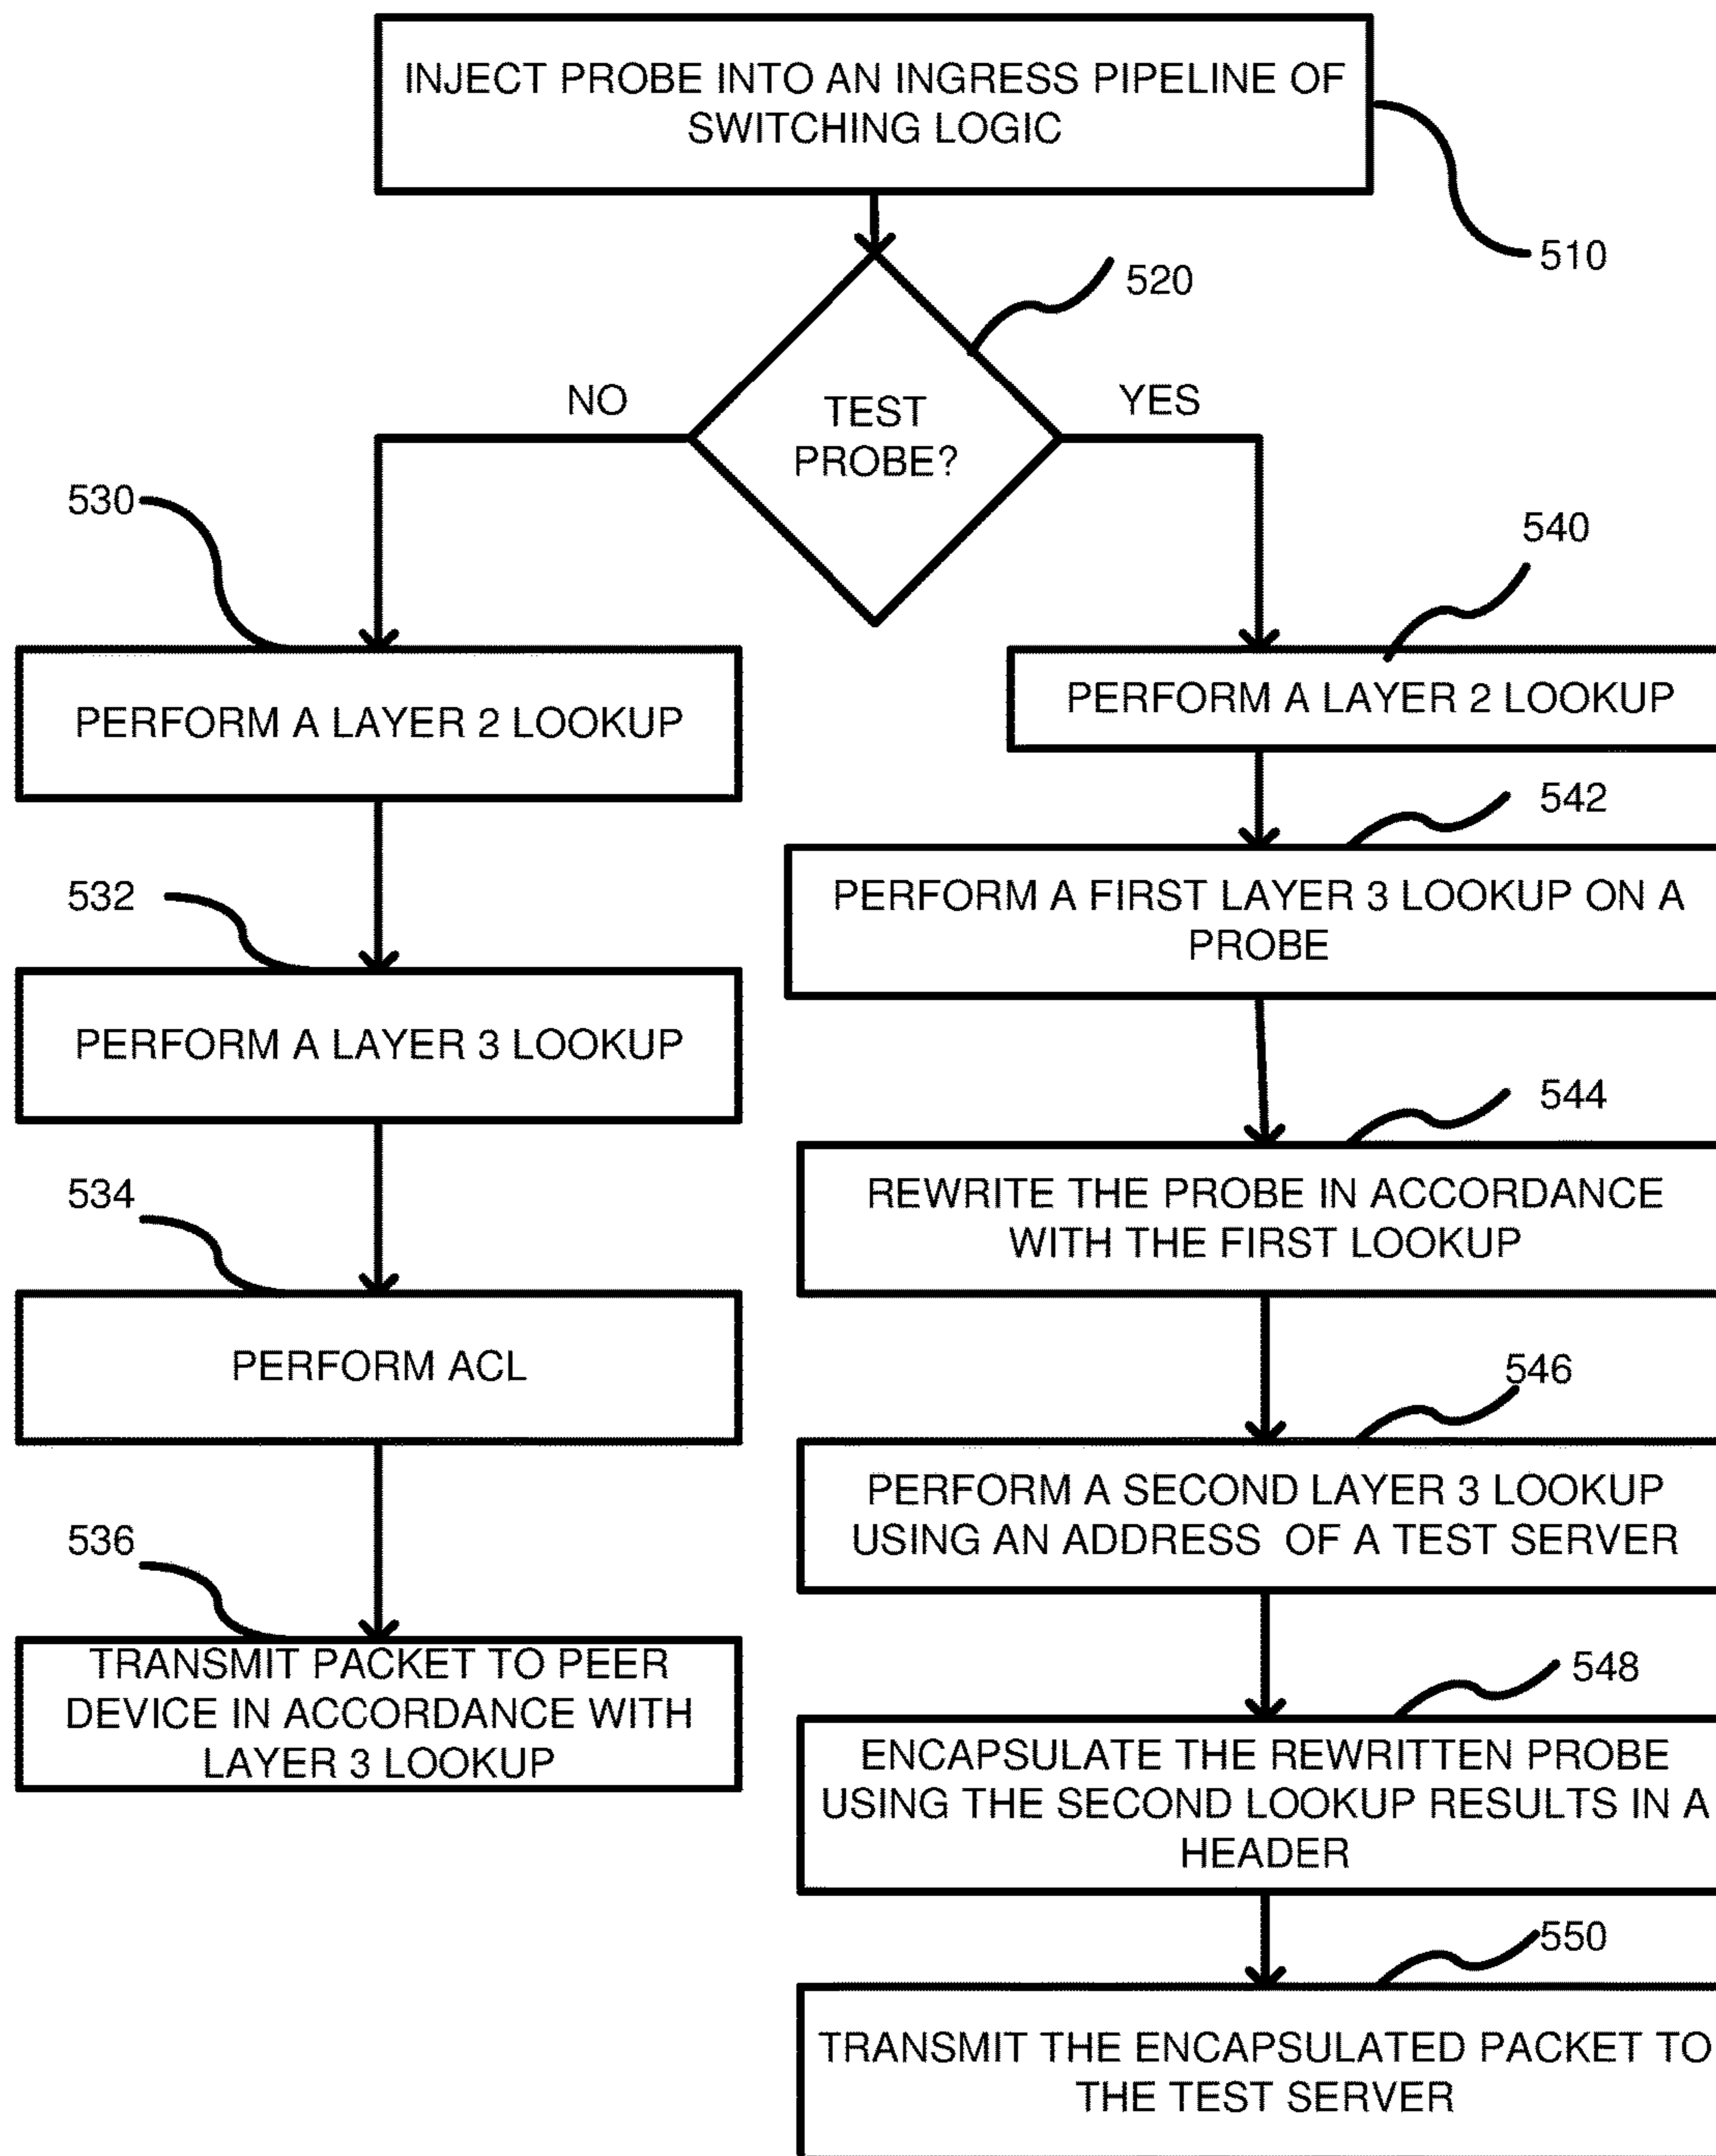 INJECT PROBE INTO AN INGRESS PIPELINE OF
SWITCHING LOGIC
510
520
NO
YES
TEST
PROBE?
530
540
PERFORM A LAYER 2 LOOKUP
PERFORM A LAYER 2 LOOKUP
542
532
PERFORM A FIRST LAYER 3 LOOKUP ON A
PROBE
PERFORM A LAYER 3 LOOKUP
544
534
REWRITE THE PROBE IN ACCORDANCE
WITH THE FIRST LOOKUP
PERFORM ACL
546
PERFORM A SECOND LAYER 3 LOOKUP
USING AN ADDRESS OF A TEST SERVER
536
548
TRANSMIT PACKET TO PEER
DEVICE IN ACCORDANCE WITH
LAYER 3 LOOKUP
ENCAPSULATE THE REWRITTEN PROBE
USING THE SECOND LOOKUP RESULTS IN A
HEADER
550
TRANSMIT THE ENCAPSULATED PACKET TO
THE TEST SERVER